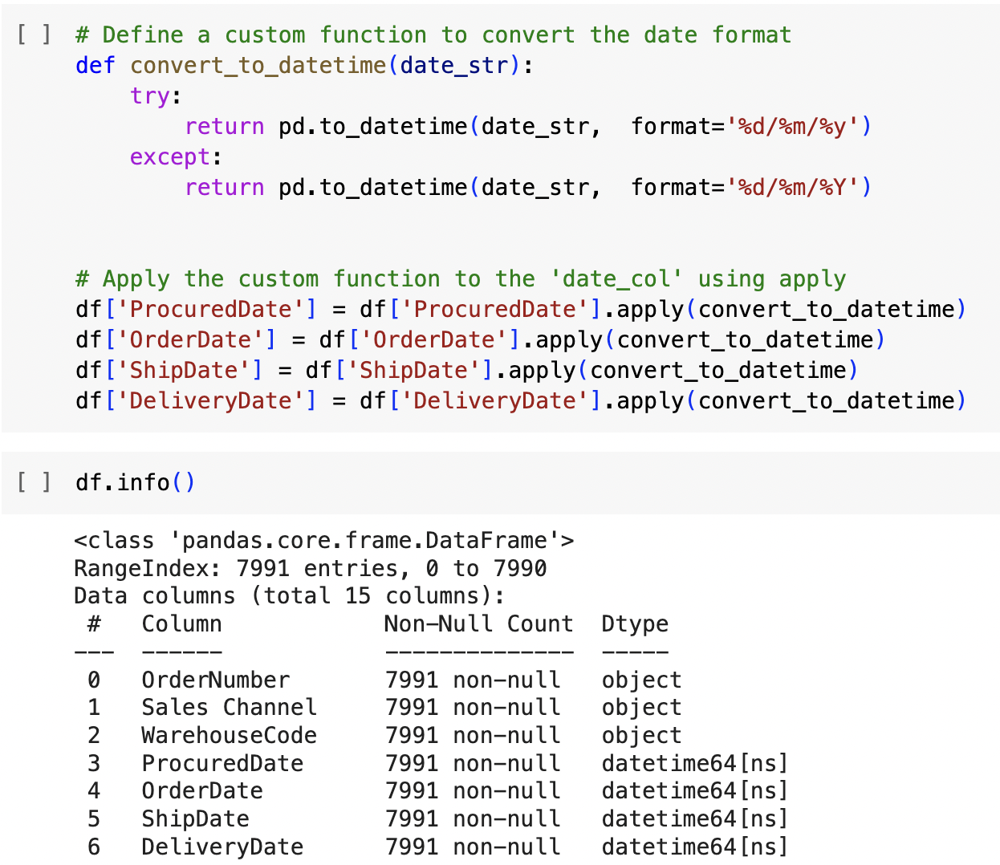 [ ] # Define a custom function to convert the date format
def convert_to_datetime(date_str):
    try:
        return pd.to_datetime(date_str,  format='%d/%m/%y')
    except:
        return pd.to_datetime(date_str,  format='%d/%m/%Y')
# Apply the custom function to the 'date_col' using apply
df['ProcuredDate'] = df['ProcuredDate'].apply(convert_to_datetime)
df['OrderDate'] = df['OrderDate'].apply(convert_to_datetime)
df['ShipDate'] = df['ShipDate'].apply(convert_to_datetime)
df['DeliveryDate'] = df['DeliveryDate'].apply(convert_to_datetime)
[ ] df.info()
<class 'pandas.core.frame.DataFrame'>
RangeIndex: 7991 entries, 0 to 7990
Data columns (total 15 columns):
 #   Column            Non-Null Count  Dtype
---  ------            --------------  -----
 0   OrderNumber       7991 non-null   object
 1   Sales Channel     7991 non-null   object
 2   WarehouseCode     7991 non-null   object
 3   ProcuredDate      7991 non-null   datetime64[ns]
 4   OrderDate         7991 non-null   datetime64[ns]
 5   ShipDate          7991 non-null   datetime64[ns]
 6   DeliveryDate      7991 non-null   datetime64[ns]